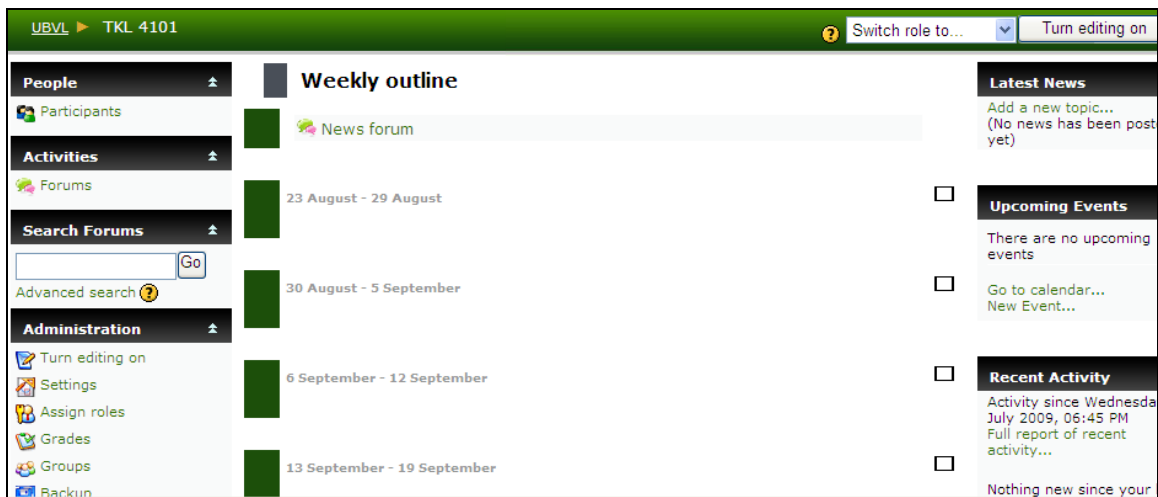 UBVL ► TKL 4101
Switch role to...
Turn editing on
People
Participants
Activities
Forums
Search Forums
Go
Advanced search ?
Administration
Turn editing on
Settings
Assign roles
Grades
Groups
Backup
Weekly outline
News forum
23 August - 29 August
30 August - 5 September
6 September - 12 September
13 September - 19 September
Latest News
Add a new topic...
(No news has been post
yet)
Upcoming Events
There are no upcoming
events
Go to calendar...
New Event...
Recent Activity
Activity since Wednesda
July 2009, 06:45 PM
Full report of recent
activity...
Nothing new since your